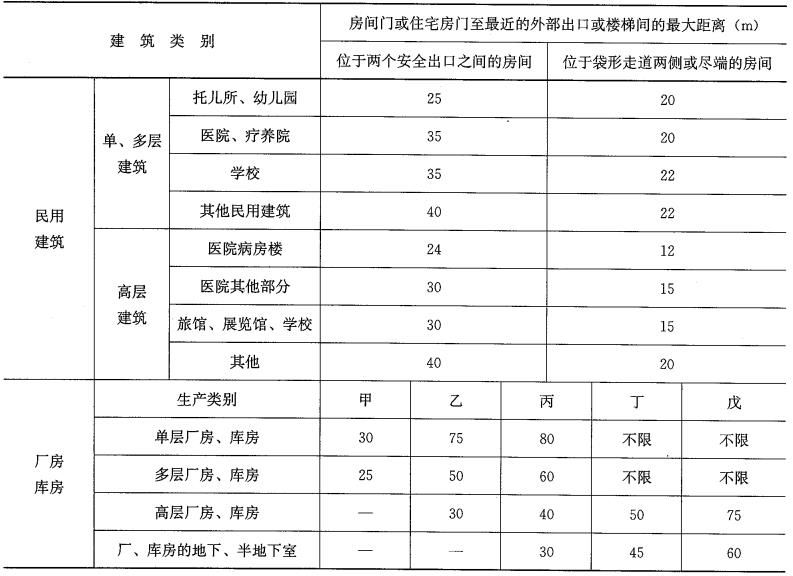 建 筑 类 别
房间门或住宅房门至最近的外部出口或楼梯间的最大距离（m）
位于两个安全出口之间的房间 位于袋形走道两侧或尽端的房间
民用
建筑
单、多层
建筑
托儿所、幼儿园 25 20
医院、疗养院 35 20
学校 35 22
其他民用建筑 40 22
高层
建筑
医院病房楼 24 12
医院其他部分 30 15
旅馆、展览馆、学校 30 15
其他 40 20
厂房
库房
生产类别 甲 乙 丙 丁 戊
单层厂房、库房 30 75 80 不限 不限
多层厂房、库房 25 50 60 不限 不限
高层厂房、库房 — 30 40 50 75
厂、库房的地下、半地下室 — — 30 45 60